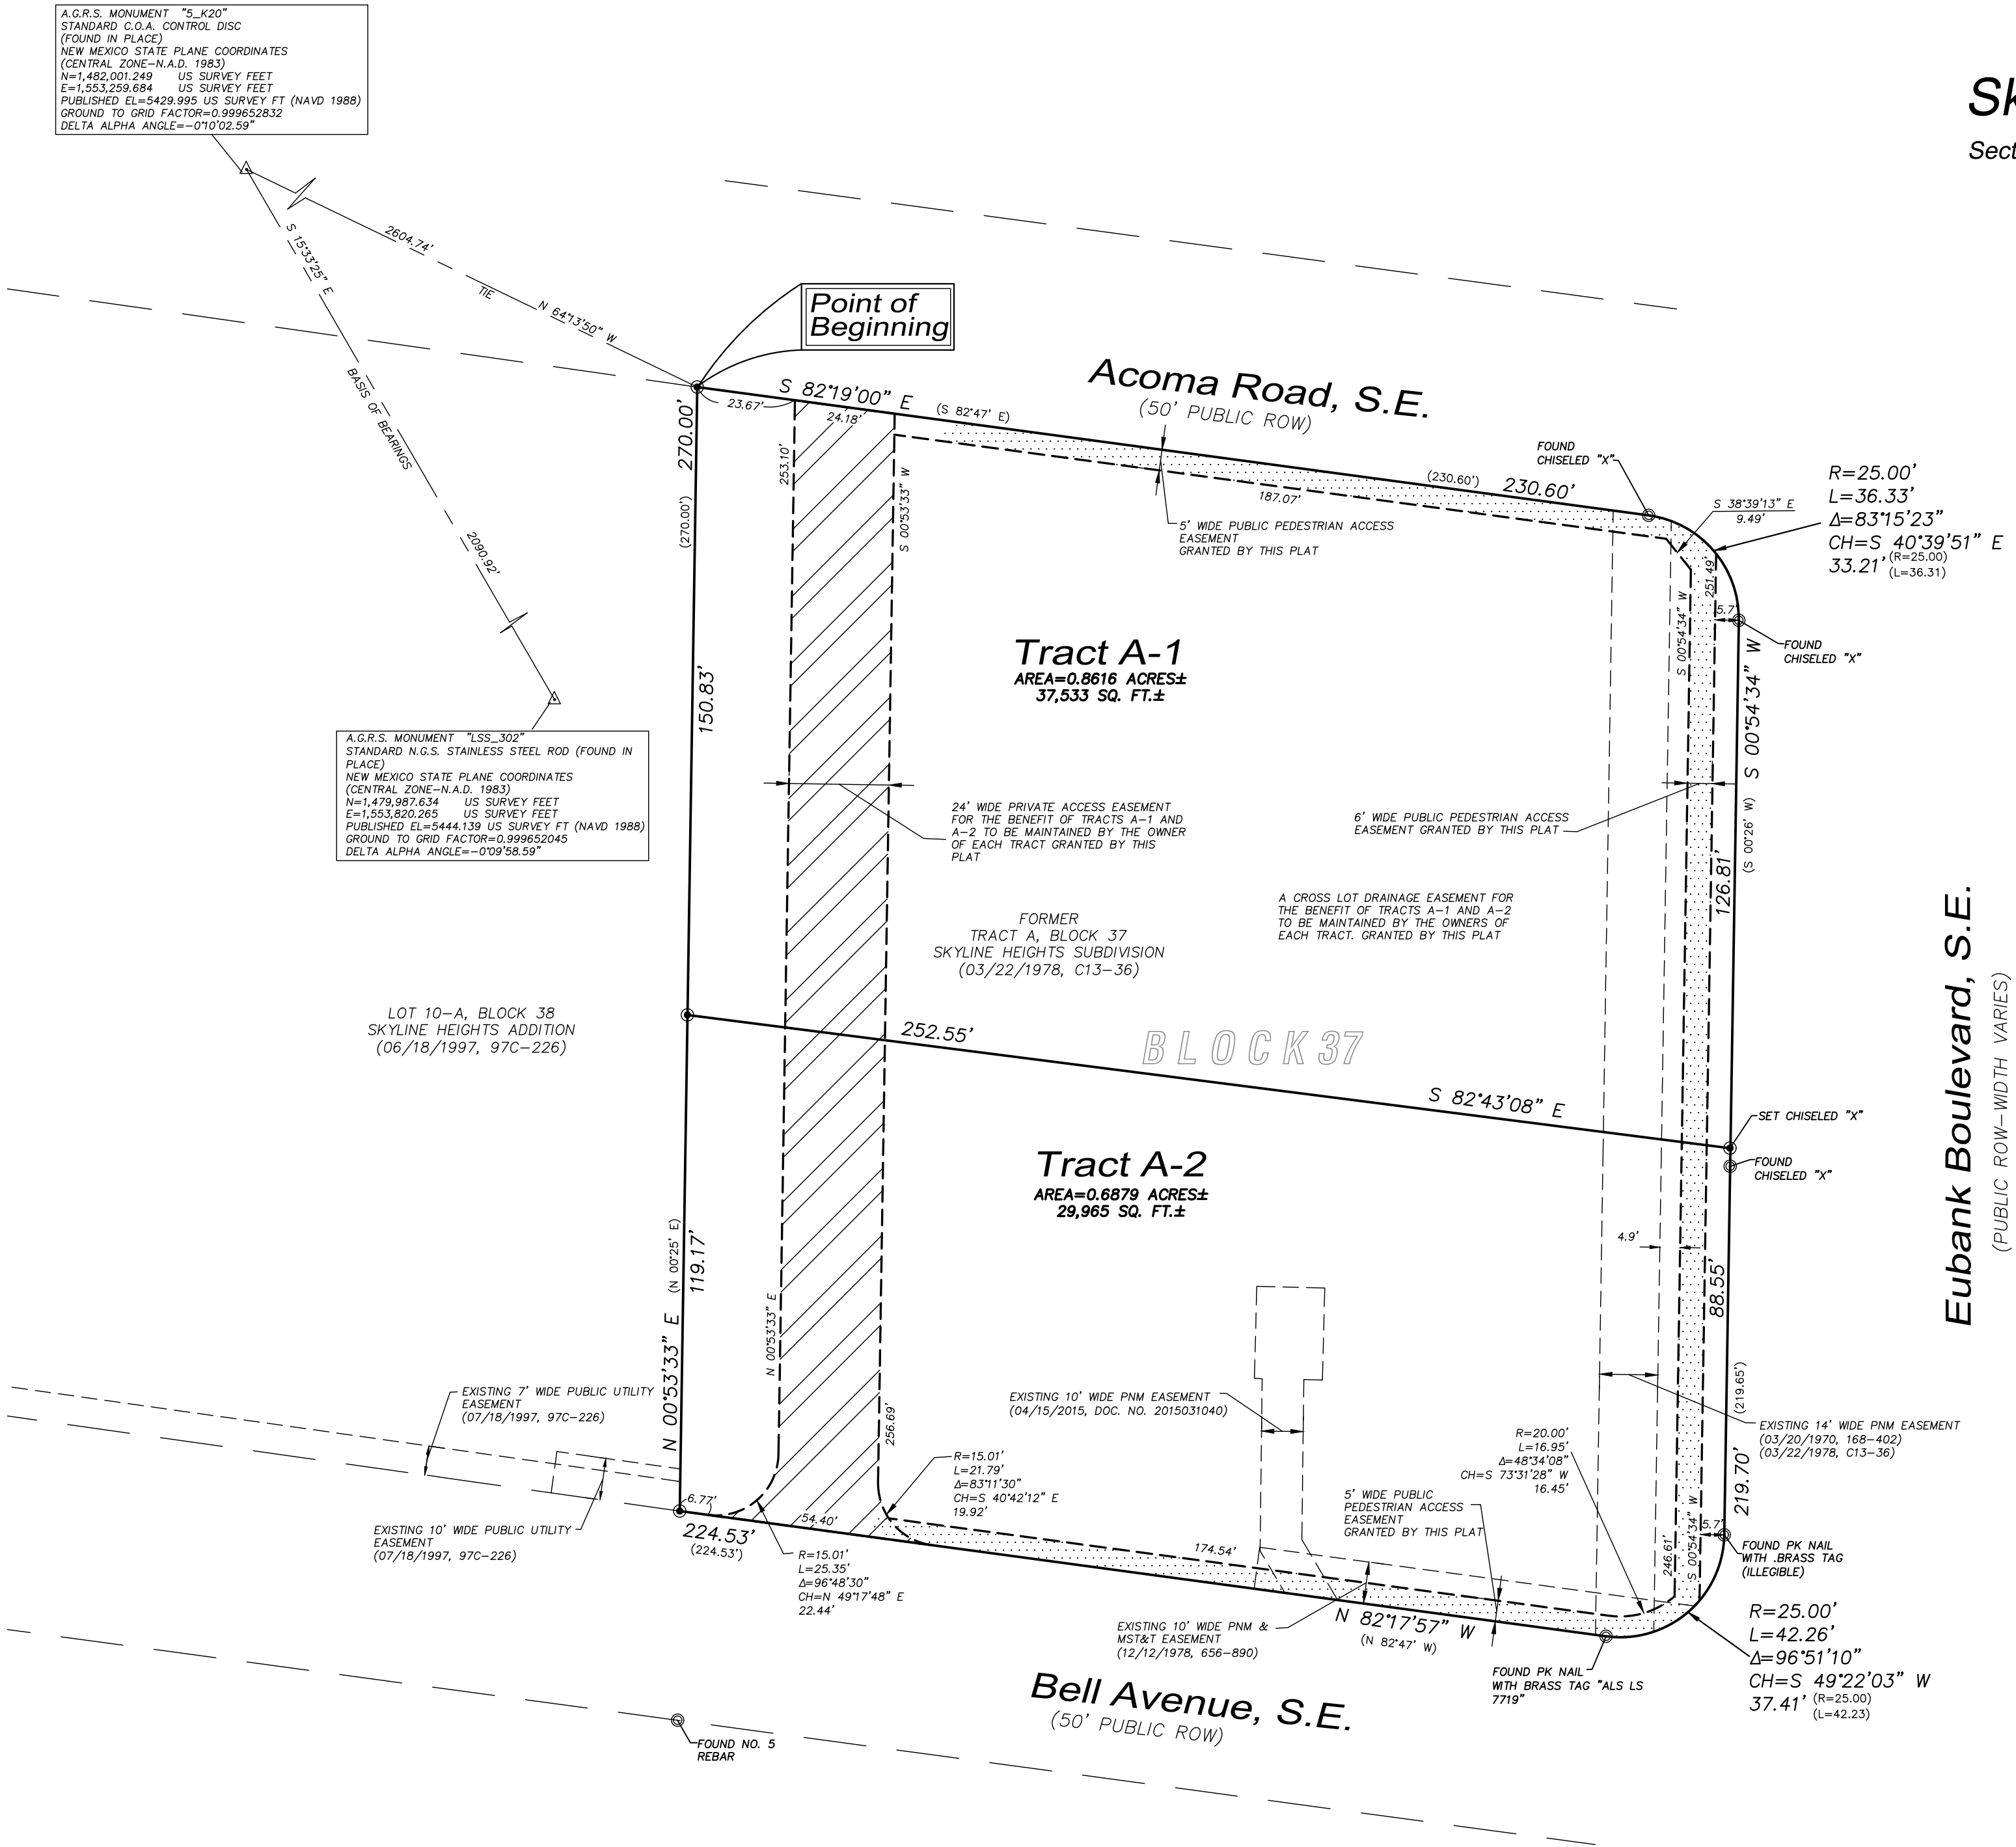 A.G.R.S. MONUMENT "5_K20"
STANDARD C.O.A. CONTROL DISC
(FOUND IN PLACE)
NEW MEXICO STATE PLANE COORDINATES
(CENTRAL ZONE-N.A.D. 1983)
N=1,482,001.249 US SURVEY FEET
E=1,553,259.684 US SURVEY FEET
PUBLISHED EL=5429.995 US SURVEY FT (NAVD 1988)
GROUND TO GRID FACTOR=0.999652832
DELTA ALPHA ANGLE=-0°10'02.59"
Sk
Sect
S 15°33'25" E
BASIS OF BEARINGS
2090.92'
2604.74'
TIE
N 64°13'50" W
Point of
Beginning
Acoma Road, S.E.
(50' PUBLIC ROW)
S 82°19'00" E
(S 82°47' E)
23.67'
24.18'
(230.60')
230.60'
187.07'
FOUND
CHISELED "X"
S 38°39'13" E
9.49'
R=25.00'
L=36.33'
Δ=83°15'23"
CH=S 40°39'51" E
33.21'
(R=25.00)
(L=36.31)
270.00'
(270.00')
253.10'
S 00°53'33" W
5' WIDE PUBLIC PEDESTRIAN ACCESS
EASEMENT
GRANTED BY THIS PLAT
251.49'
5.7'
S 00°54'34" W
FOUND
CHISELED "X"
S 00°54'34" W
(S 00°26' W)
126.81'
Tract A-1
AREA=0.8616 ACRES±
37,533 SQ. FT.±
150.83'
A.G.R.S. MONUMENT "LSS_302"
STANDARD N.G.S. STAINLESS STEEL ROD (FOUND IN
PLACE)
NEW MEXICO STATE PLANE COORDINATES
(CENTRAL ZONE-N.A.D. 1983)
N=1,479,987.634 US SURVEY FEET
E=1,553,820.265 US SURVEY FEET
PUBLISHED EL=5444.139 US SURVEY FT (NAVD 1988)
GROUND TO GRID FACTOR=0.999652045
DELTA ALPHA ANGLE=-0°09'58.59"
24' WIDE PRIVATE ACCESS EASEMENT
FOR THE BENEFIT OF TRACTS A-1 AND
A-2 TO BE MAINTAINED BY THE OWNER
OF EACH TRACT GRANTED BY THIS
PLAT
6' WIDE PUBLIC PEDESTRIAN ACCESS
EASEMENT GRANTED BY THIS PLAT
A CROSS LOT DRAINAGE EASEMENT FOR
THE BENEFIT OF TRACTS A-1 AND A-2
TO BE MAINTAINED BY THE OWNERS OF
EACH TRACT. GRANTED BY THIS PLAT
FORMER
TRACT A, BLOCK 37
SKYLINE HEIGHTS SUBDIVISION
(03/22/1978, C13-36)
LOT 10-A, BLOCK 38
SKYLINE HEIGHTS ADDITION
(06/18/1997, 97C-226)
Eubank Boulevard, S.E.
(PUBLIC ROW-WIDTH VARIES)
252.55'
BLOCK 37
S 82°43'08" E
SET CHISELED "X"
FOUND
CHISELED "X"
Tract A-2
AREA=0.6879 ACRES±
29,965 SQ. FT.±
(N 00°25' E)
119.17'
N 00°53'33" E
N 00°53'33" E
4.9'
88.55'
(219.65')
219.70'
EXISTING 7' WIDE PUBLIC UTILITY
EASEMENT
(07/18/1997, 97C-226)
EXISTING 10' WIDE PNM EASEMENT
(04/15/2015, DOC. NO. 2015031040)
EXISTING 14' WIDE PNM EASEMENT
(03/20/1970, 168-402)
(03/22/1978, C13-36)
256.69'
R=15.01'
L=21.79'
Δ=83°11'30"
CH=S 40°42'12" E
19.92'
R=20.00'
L=16.95'
Δ=48°34'08"
CH=S 73°31'28" W
16.45'
5' WIDE PUBLIC
PEDESTRIAN ACCESS
EASEMENT
GRANTED BY THIS PLAT
246.61'
S 00°54'34" W
5.7'
FOUND PK NAIL
WITH .BRASS TAG
(ILLEGIBLE)
6.77'
54.40'
224.53'
(224.53')
174.54'
EXISTING 10' WIDE PUBLIC UTILITY
EASEMENT
(07/18/1997, 97C-226)
R=15.01'
L=25.35'
Δ=96°48'30"
CH=N 49°17'48" E
22.44'
EXISTING 10' WIDE PNM &
MST&T EASEMENT
(12/12/1978, 656-890)
N 82°17'57" W
(N 82°47' W)
FOUND PK NAIL
WITH BRASS TAG "ALS LS
7719"
R=25.00'
L=42.26'
Δ=96°51'10"
CH=S 49°22'03" W
37.41'
(R=25.00)
(L=42.23)
Bell Avenue, S.E.
(50' PUBLIC ROW)
FOUND NO. 5
REBAR